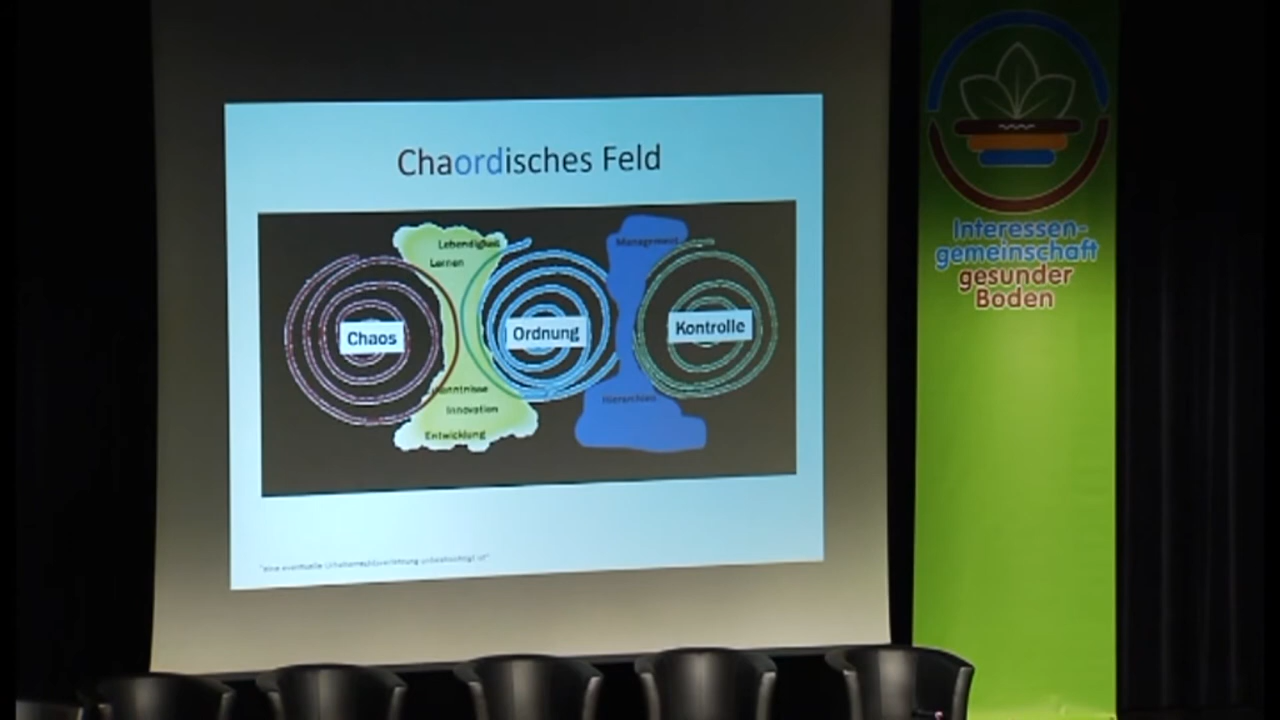 Chaordisches Feld
Lebendigkeit
Lernen
Management
Chaos
Ordnung
Kontrolle
Hierarchien
Innovation
Entwicklung
Interessen-
gemeinschaft
gesunder
Boden